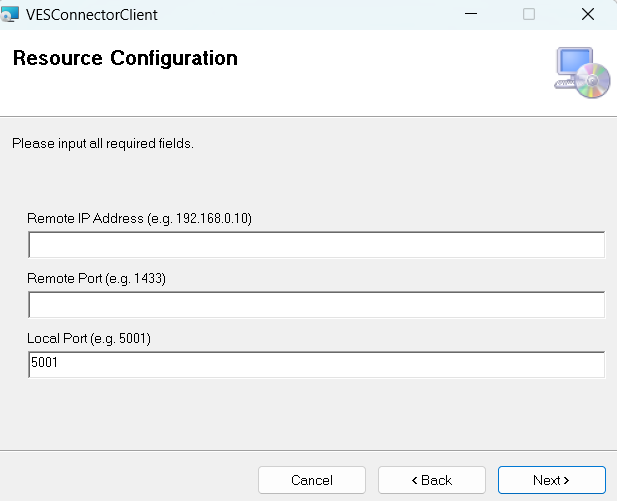 VESConnectorClient
Resource Configuration
Please input all required fields.
Remote IP Address (e.g. 192.168.0.10)
Remote Port (e.g. 1433)
Local Port (e.g. 5001)
5001
Cancel
< Back
Next >